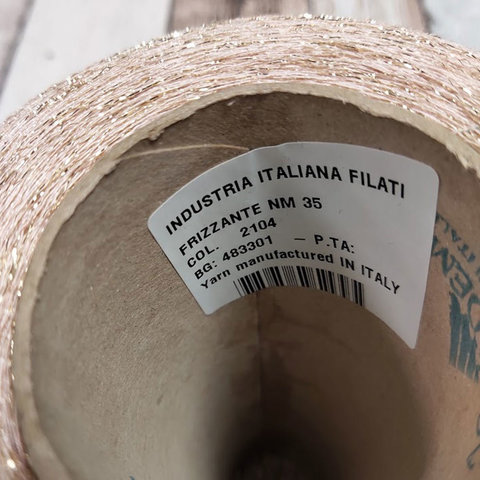 INDUSTRIA ITALIANA FILATI
FRIZZANTE NM 35
COL. 2104
BG: 483301 – P.TA:
Yarn manufactured IN ITALY